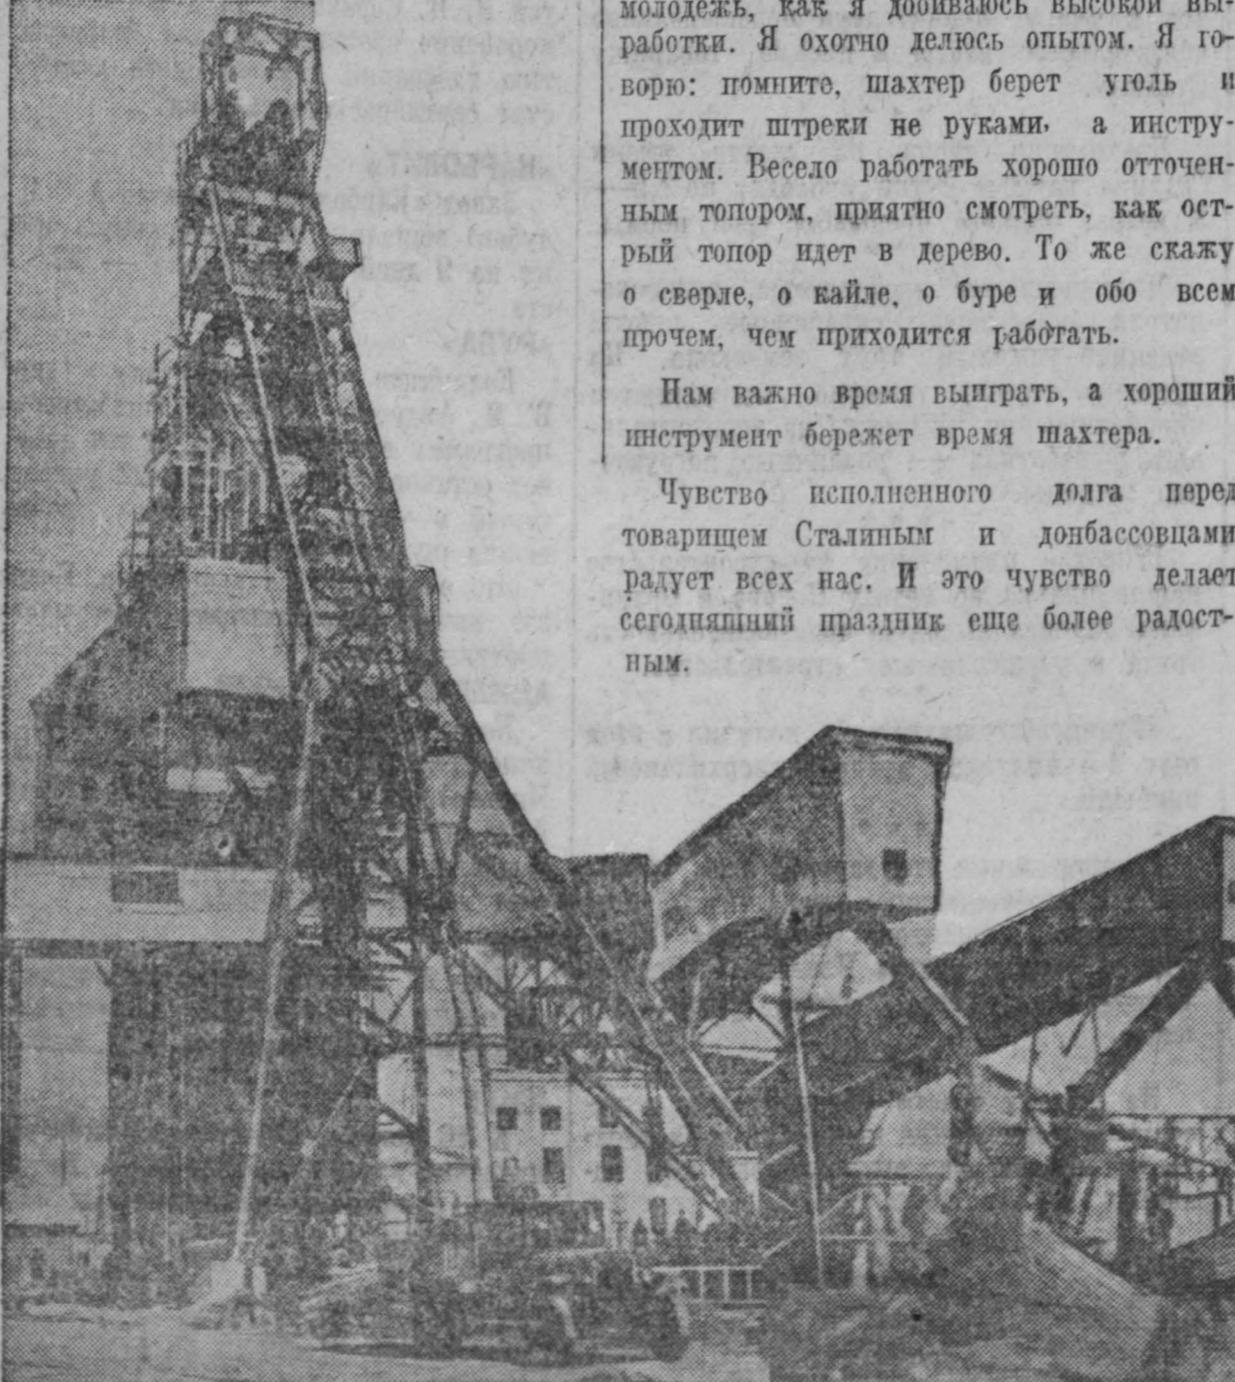 молодежь, как я добиваюсь высокой вы-
работки. Я охотно делюсь опытом. Я го-
ворю: помните, шахтер берет уголь и
проходит штреки не руками, а инстру-
ментом. Весело работать хорошо отточен-
ным топором, приятно смотреть, как ост-
рый топор идет в дерево. То же скажу
о сверле, о кайле, о буре и обо всем
прочем, чем приходится работать.
Нам важно время выиграть, а хороший
инструмент бережет время шахтера.
Чувство исполненного долга перед
товарищем Сталиным и донбассовцами
радует всех нас. И это чувство делает
сегодняшний праздник еще более радост-
ным.